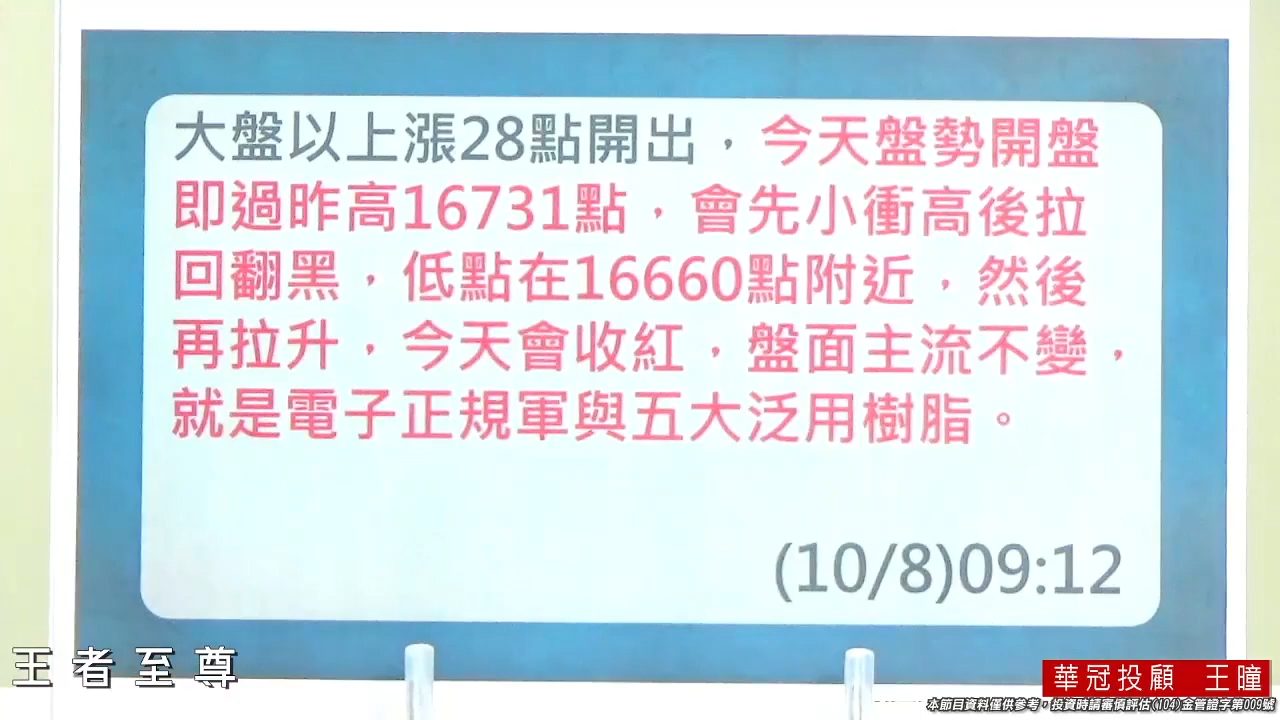 大盤以上漲28點開出，今天盤勢開盤
即過昨高16731點，會先小衝高後拉
回翻黑，低點在16660點附近，然後
再拉升，今天會收紅，盤面主流不變，
就是電子正規軍與五大泛用樹脂。
(10/8)09:12
王者至尊
華冠投顧 王曈
本節目資料僅供參考，投資時請審慎評估(104)金管證字第009號